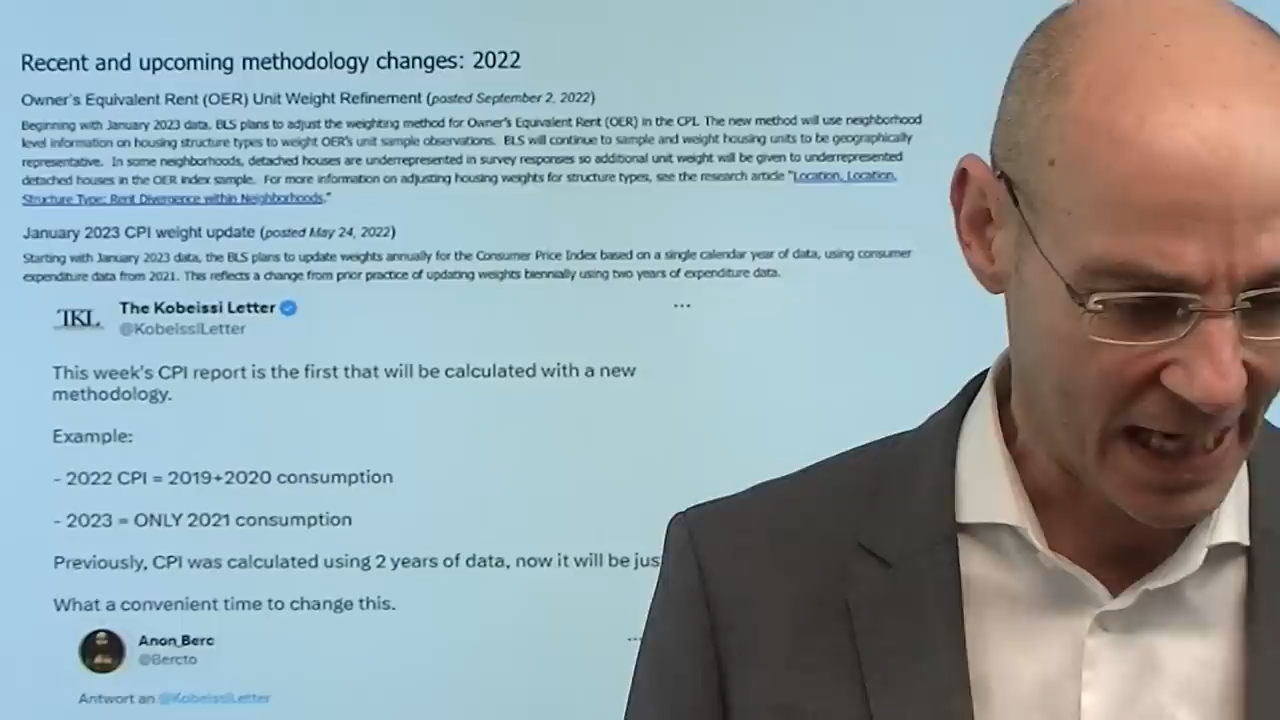 Recent and upcoming methodology changes: 2022
Owner's Equivalent Rent (OER) Unit Weight Refinement (posted September 2, 2022)
Beginning with January 2023 data, BLS plans to adjust the weighting method for Owner's Equivalent Rent (OER) in the CPI. The new method will use neighborhood
level information on housing structure types to weight OER's unit sample observations. BLS will continue to sample and weight housing units to be geographically
representative. In some neighborhoods, detached houses are underrepresented in survey responses so additional unit weight will be given to underrepresented
detached houses in the OER index sample. For more information on adjusting housing weights for structure types, see the research article "Location, Location,
Structure Type: Rent Divergence within Neighborhoods."
January 2023 CPI weight update (posted May 24, 2022)
Starting with January 2023 data, the BLS plans to update weights annually for the Consumer Price Index based on a single calendar year of data, using consumer
expenditure data from 2021. This reflects a change from prior practice of updating weights biennially using two years of expenditure data.
TKL The Kobeissi Letter ...
@KobeissiLetter
This week's CPI report is the first that will be calculated with a new
methodology.
Example:
- 2022 CPI = 2019+2020 consumption
- 2023 = ONLY 2021 consumption
Previously, CPI was calculated using 2 years of data, now it will be jus
What a convenient time to change this.
Anon_Berc ...
@Bercto
Antwort an @KobeissiLetter